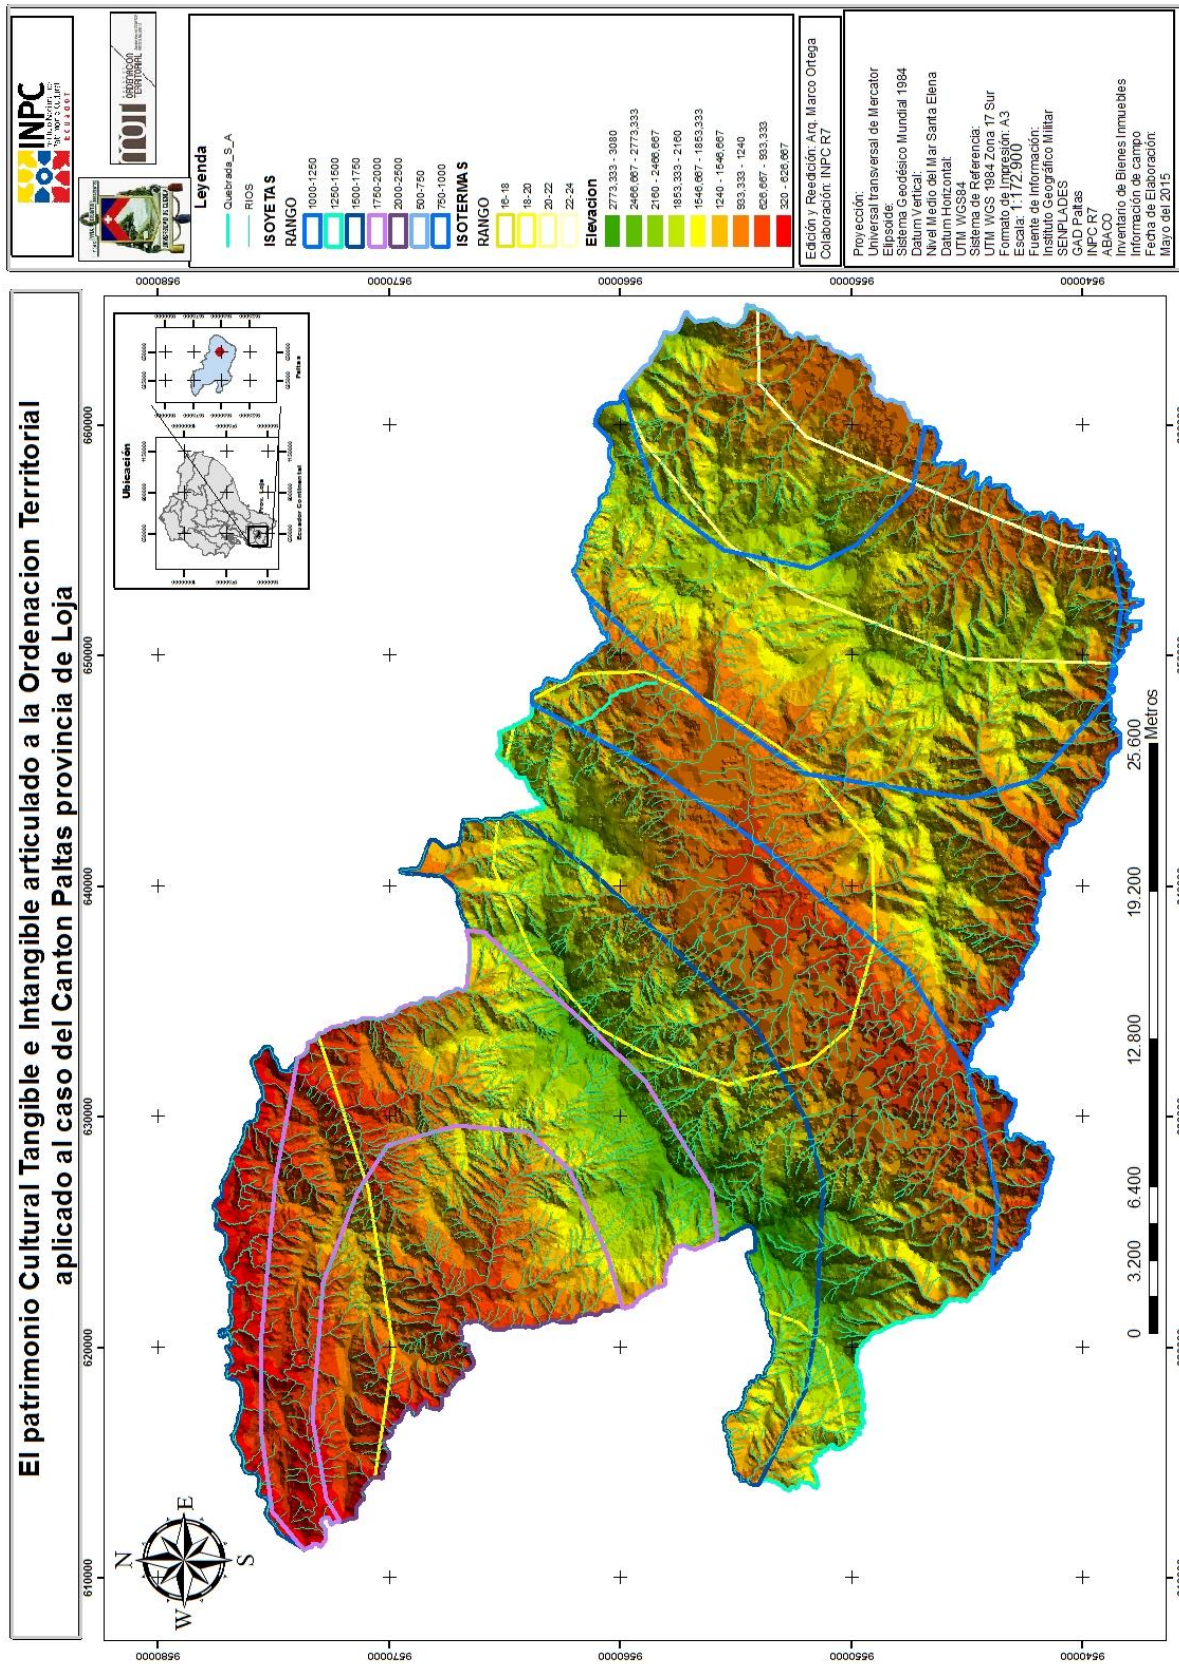 El patrimonio Cultural Tangible e Intangible articulado a la Ordenacion Territorial
aplicado al caso del Canton Paltas provincia de Loja
INPC
ECUADOR
ORDENACION
TERRITORIAL
610000
620000
630000
640000
650000
660000
9580000
9570000
9560000
9550000
9540000
N
E
S
W
Ubicación
Prov. Loja
Ecuador Continental
Paltas
0 3.200 6.400 12.800 19.200 25.600
Metros
Leyenda
Quebrada_S_A
RIOS
ISOYETAS
RANGO
1000-1250
1250-1500
1500-1750
1750-2000
2000-2500
500-750
750-1000
ISOTERMAS
RANGO
16-18
18-20
20-22
22-24
Elevacion
2773,333 - 3080
2466,667 - 2773,333
2160 - 2466,667
1853,333 - 2160
1546,667 - 1853,333
1240 - 1546,667
933,333 - 1240
626,667 - 933,333
320 - 626,667
Edición y Reedición: Arq. Marco Ortega
Colaboración: INPC R7
Proyección:
Universal transversal de Mercator
Elipsoide:
Sistema Geodésico Mundial 1984
Datum Vertical:
Nivel Medio del Mar Santa Elena
Datum Horizontal:
UTM WGS84
Sistema de Referencia:
UTM WGS 1984 Zona 17 Sur
Formato de Impresión: A3
Escala: 1:172.900
Fuente de Información:
Instituto Geográfico Militar
SENPLADES
GAD Paltas
INPC R7
ABACO
Inventario de Bienes Inmuebles
Información de campo
Fecha de Elaboración:
Mayo del 2015